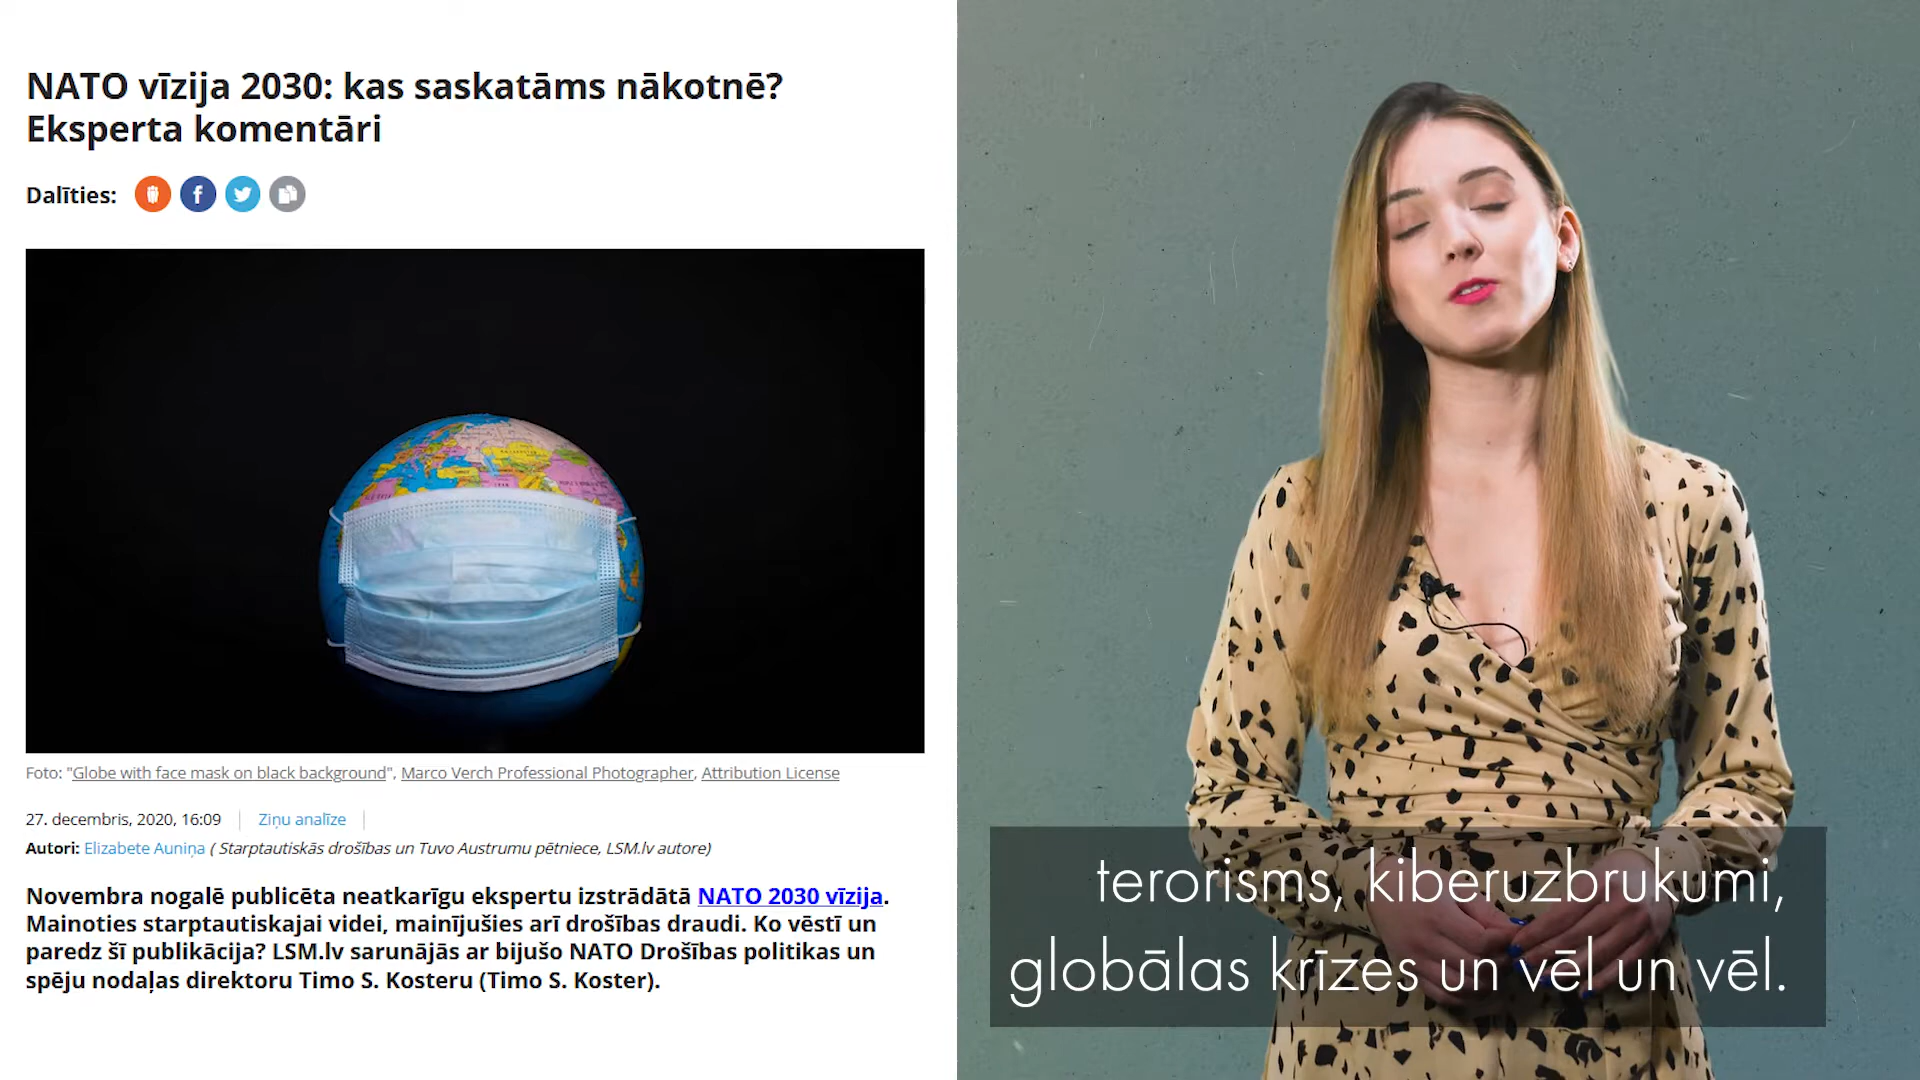 NATO vīzija 2030: kas saskatāms nākotnē?
Eksperta komentāri
Dalīties:
Foto: "Globe with face mask on black background", Marco Verch Professional Photographer, Attribution License
27. decembris, 2020, 16:09 Ziņu analīze
Autori: Elizabete Auniņa ( Starptautiskās drošības un Tuvo Austrumu pētniece, LSM.lv autore)
Novembra nogalē publicēta neatkarīgu ekspertu izstrādātā NATO 2030 vīzija.
Mainoties starptautiskajai videi, mainījušies arī drošības draudi. Ko vēstī un
paredz šī publikācija? LSM.lv sarunājās ar bijušo NATO Drošības politikas un
spēju nodaļas direktoru Timo S. Kosteru (Timo S. Koster).
terorisms, kiberuzbrukumi,
globālas krīzes un vēl un vēl.